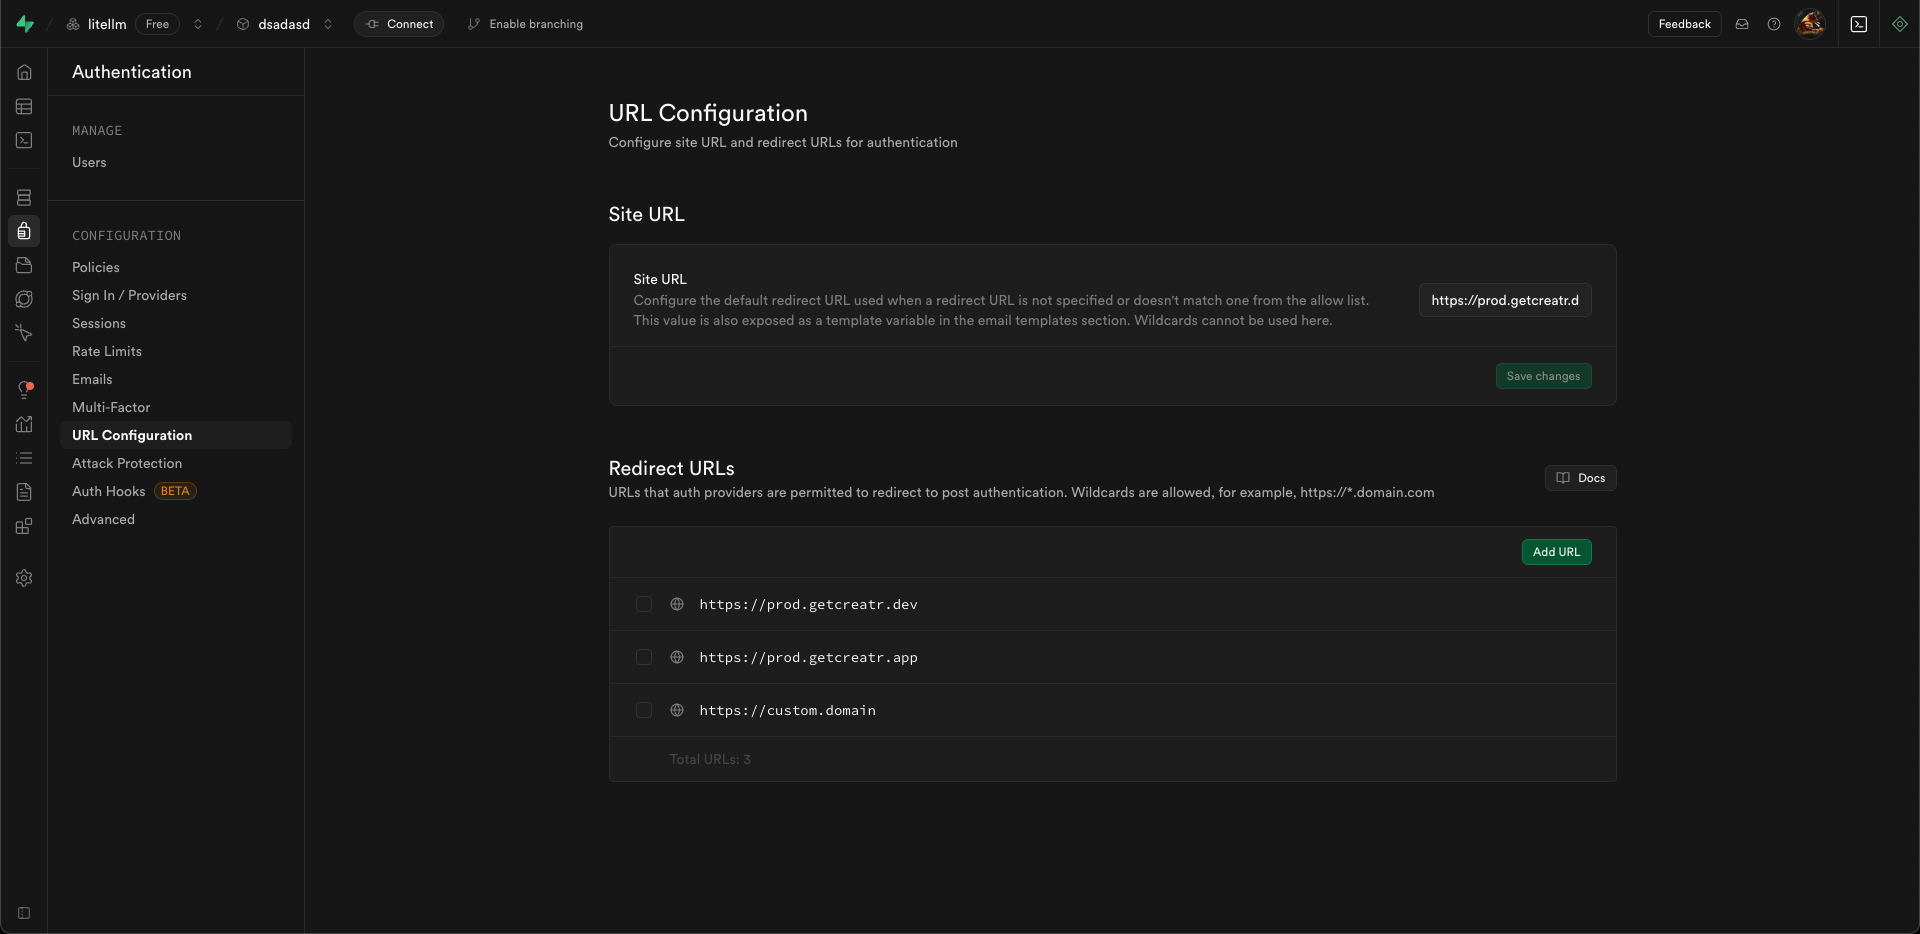 litellm Free dsadasd Connect Enable branching Feedback
Authentication
MANAGE
Users
CONFIGURATION
Policies
Sign In / Providers
Sessions
Rate Limits
Emails
Multi-Factor
URL Configuration
Attack Protection
Auth Hooks BETA
Advanced
URL Configuration
Configure site URL and redirect URLs for authentication
Site URL
Site URL
Configure the default redirect URL used when a redirect URL is not specified or doesn't match one from the allow list.
This value is also exposed as a template variable in the email templates section. Wildcards cannot be used here.
https://prod.getcreatr.d
Save changes
Redirect URLs
URLs that auth providers are permitted to redirect to post authentication. Wildcards are allowed, for example, https://*.domain.com
Docs
Add URL
https://prod.getcreatr.dev
https://prod.getcreatr.app
https://custom.domain
Total URLs: 3